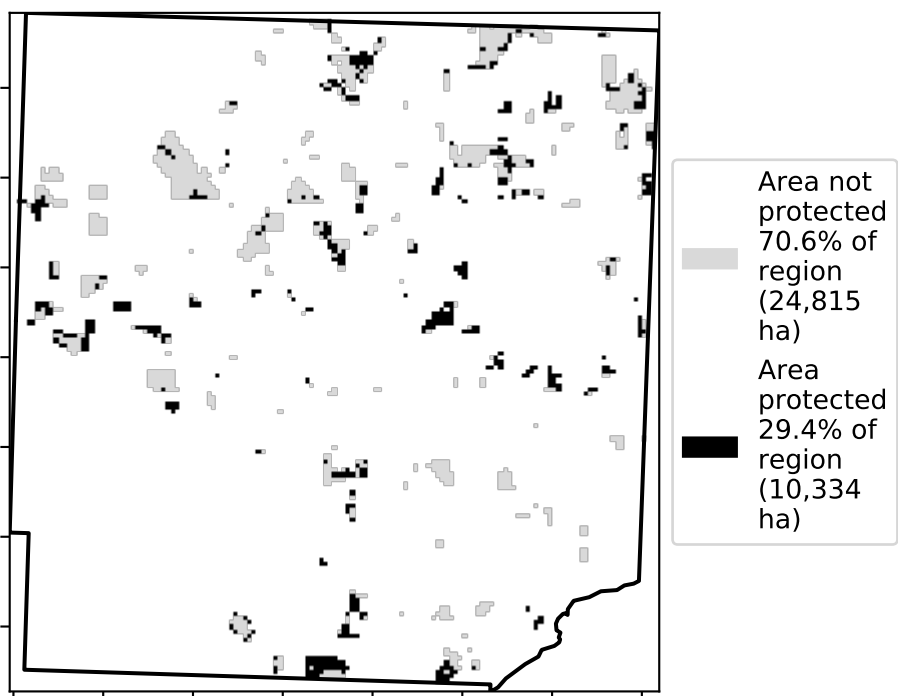 Area not
protected
70.6% of
region
(24,815
ha)
Area
protected
29.4% of
region
(10,334
ha)